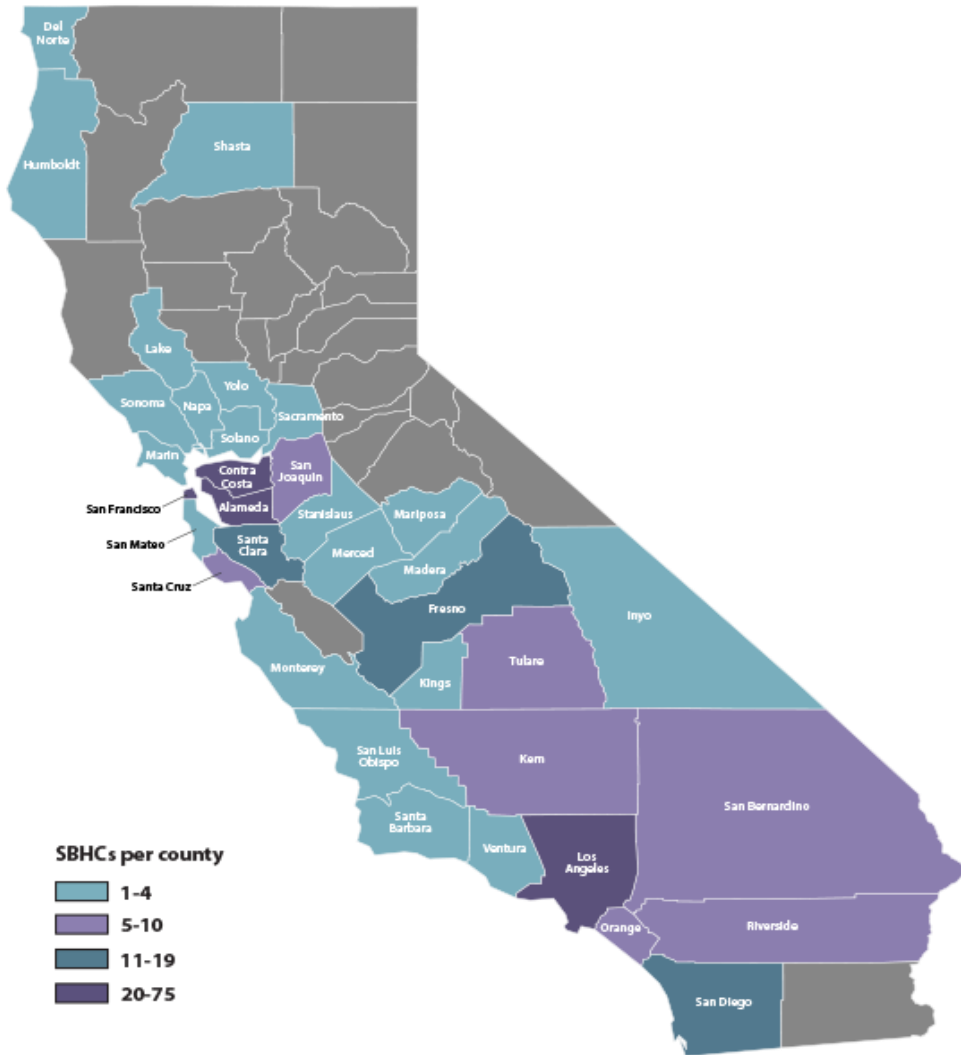 Del
Norte
Humboldt
Shasta
Lake
Sonoma
Napa
Yolo
Sacramento
Solano
Marin
Contra
Costa
San
Joaquin
San Francisco
Alameda
Stanislaus
Mariposa
San Mateo
Santa
Clara
Merced
Madera
Santa Cruz
Fresno
Inyo
Monterey
Kings
Tulare
San Luis
Obispo
Kern
San Bernardino
Santa
Barbara
Ventura
Los
Angeles
Orange
Riverside
San Diego
SBHCs per county
1-4
5-10
11-19
20-75